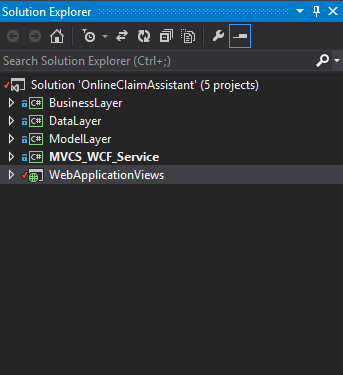 Solution Explorer
Search Solution Explorer (Ctrl+;)
Solution 'OnlineClaimAssistant' (5 projects)
C# BusinessLayer
C# DataLayer
C# ModelLayer
C# MVCS_WCF_Service
WebApplicationViews